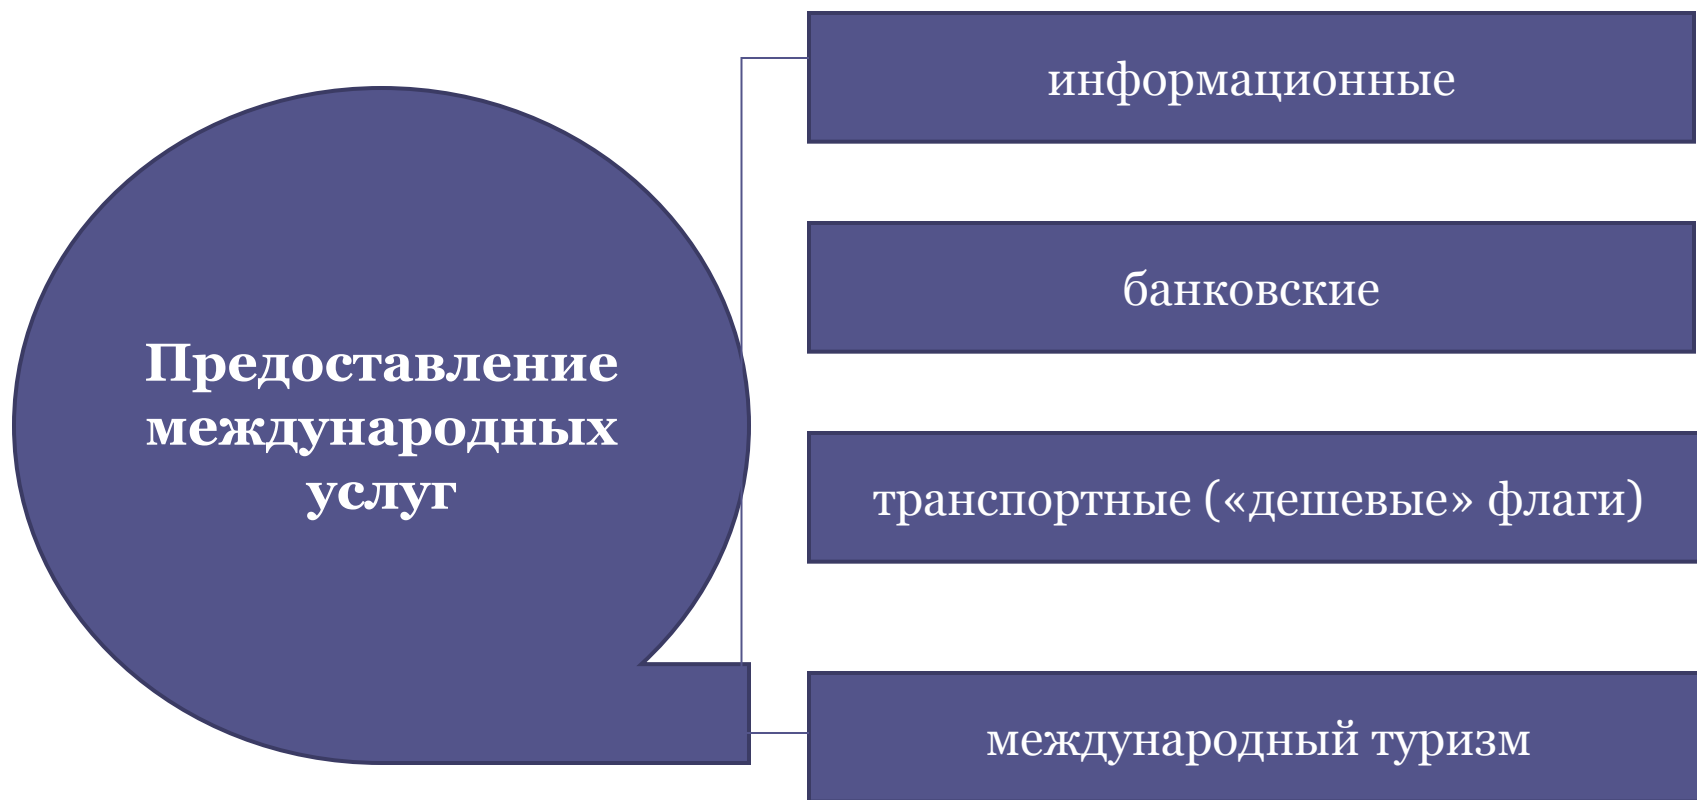 Предоставление
международных
услуг
информационные
банковские
транспортные («дешевые» флаги)
международный туризм